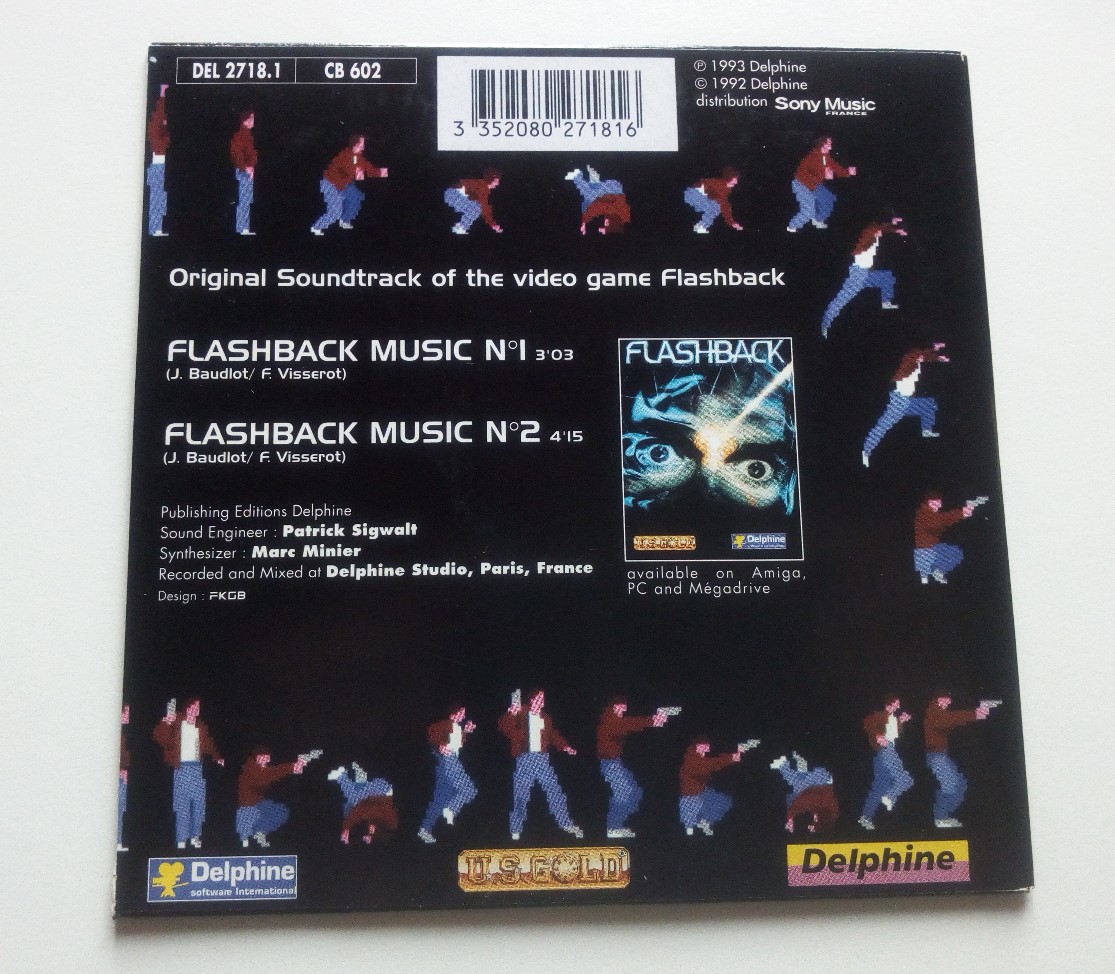 DEL 2718.1 CB 602
3 352080 271816
℗ 1993 Delphine
© 1992 Delphine
distribution Sony Music
FRANCE
Original Soundtrack of the video game Flashback
FLASHBACK MUSIC N°1 3'03
(J. Baudlot/ F. Visserot)
FLASHBACK MUSIC N°2 4'15
(J. Baudlot/ F. Visserot)
Publishing Editions Delphine
Sound Engineer : Patrick Sigwalt
Synthesizer : Marc Minier
Recorded and Mixed at Delphine Studio, Paris, France
Design : FKGB
FLASHBACK
U.S. GOLD
Delphine
available on Amiga,
PC and Mégadrive
Delphine
software International
U.S. GOLD
Delphine